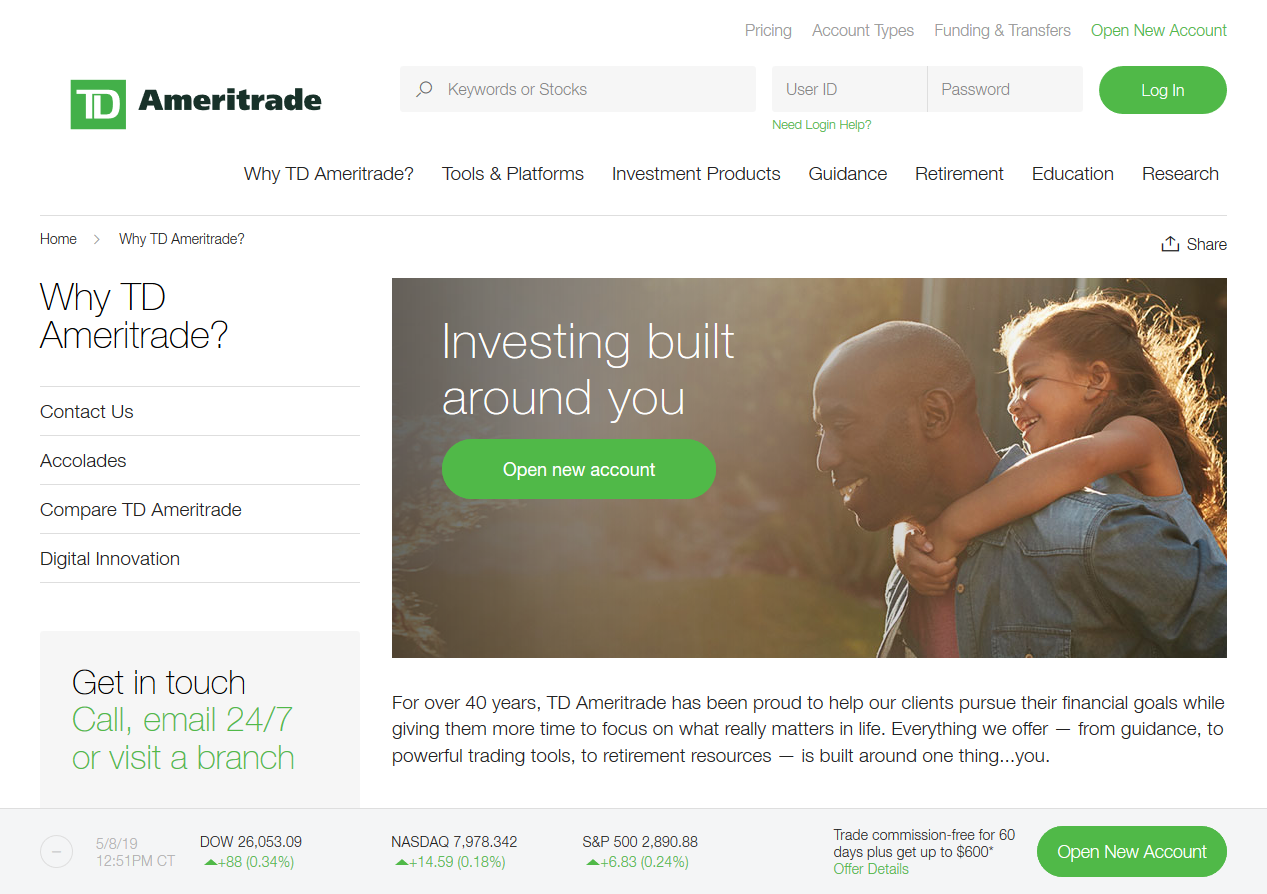 Pricing Account Types Funding & Transfers Open New Account
TD Ameritrade
Keywords or Stocks
User ID
Password
Log In
Need Login Help?
Why TD Ameritrade? Tools & Platforms Investment Products Guidance Retirement Education Research
Home Why TD Ameritrade?
Share
Why TD
Ameritrade?
Contact Us
Accolades
Compare TD Ameritrade
Digital Innovation
Get in touch
Call, email 24/7
or visit a branch
Investing built
around you
Open new account
For over 40 years, TD Ameritrade has been proud to help our clients pursue their financial goals while
giving them more time to focus on what really matters in life. Everything we offer — from guidance, to
powerful trading tools, to retirement resources — is built around one thing...you.
5/8/19
12:51PM CT
DOW 26,053.09
+88 (0.34%)
NASDAQ 7,978.342
+14.59 (0.18%)
S&P 500 2,890.88
+6.83 (0.24%)
Trade commission-free for 60
days plus get up to $600*
Offer Details
Open New Account